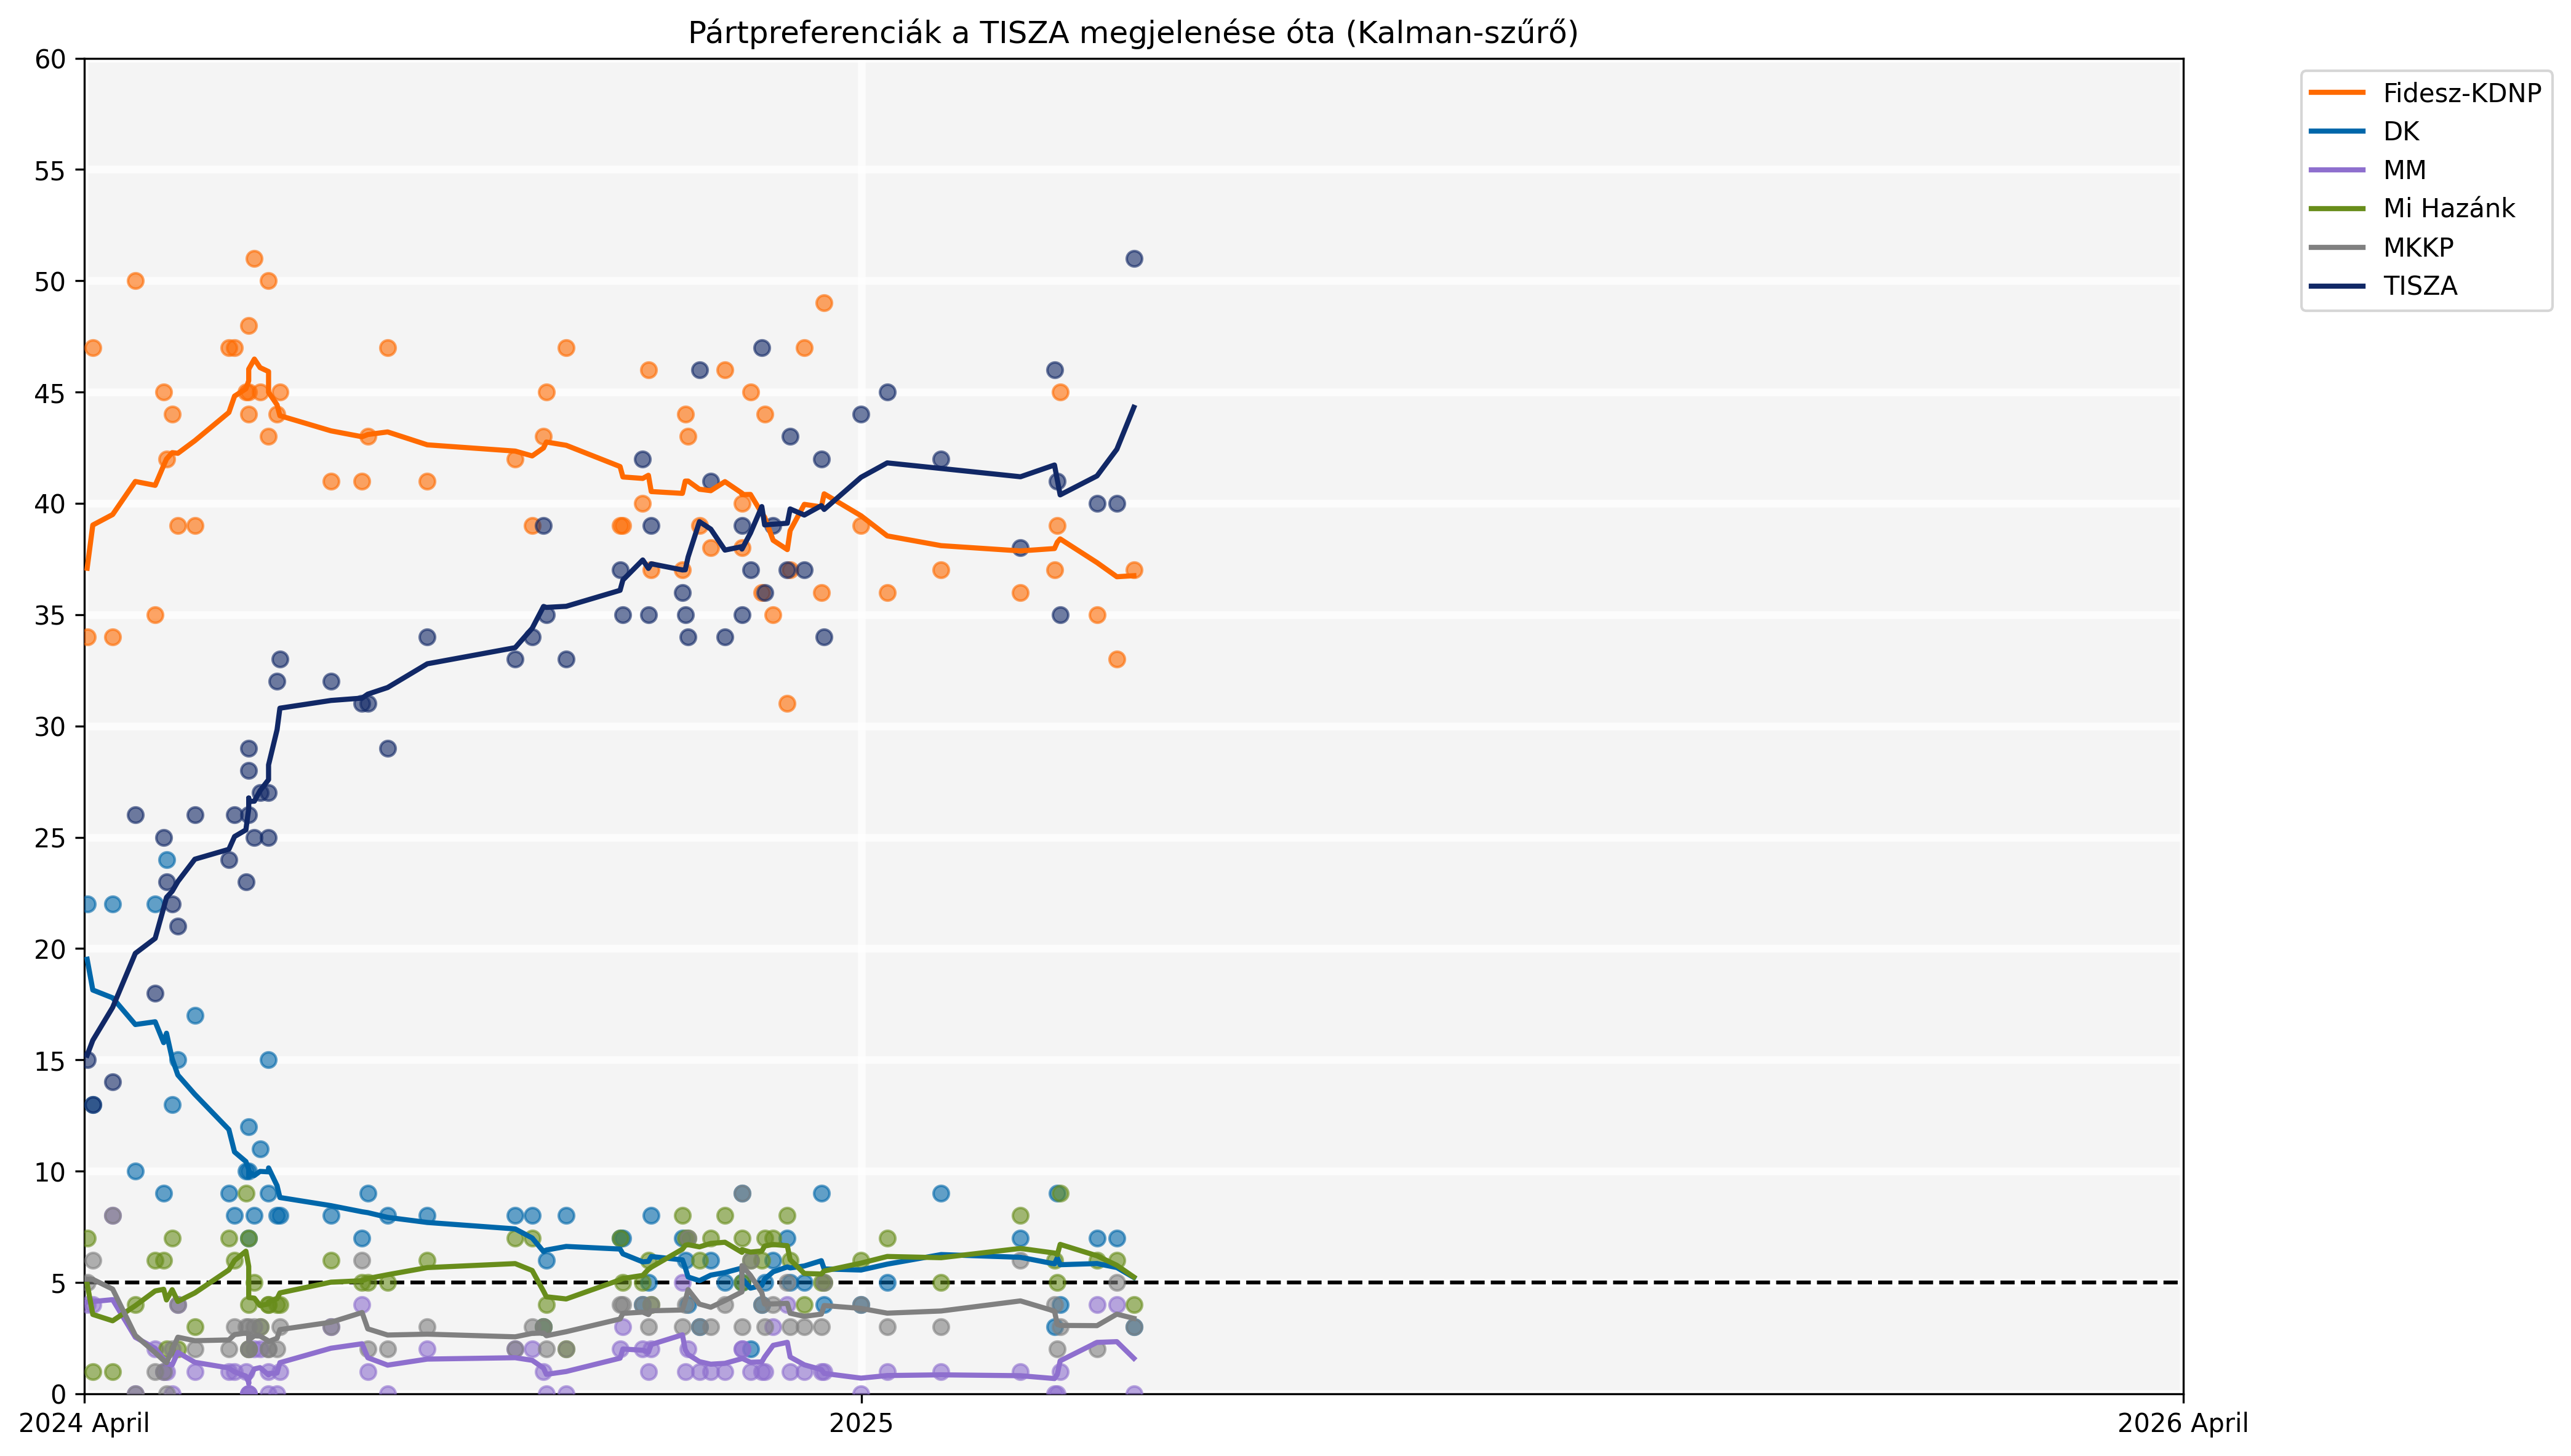 Pártpreferenciák a TISZA megjelenése óta (Kalman-szűrő)
60
55
50
45
40
35
30
25
20
15
10
5
0
2024 April
2025
2026 April
Fidesz-KDNP
DK
MM
Mi Hazánk
MKKP
TISZA